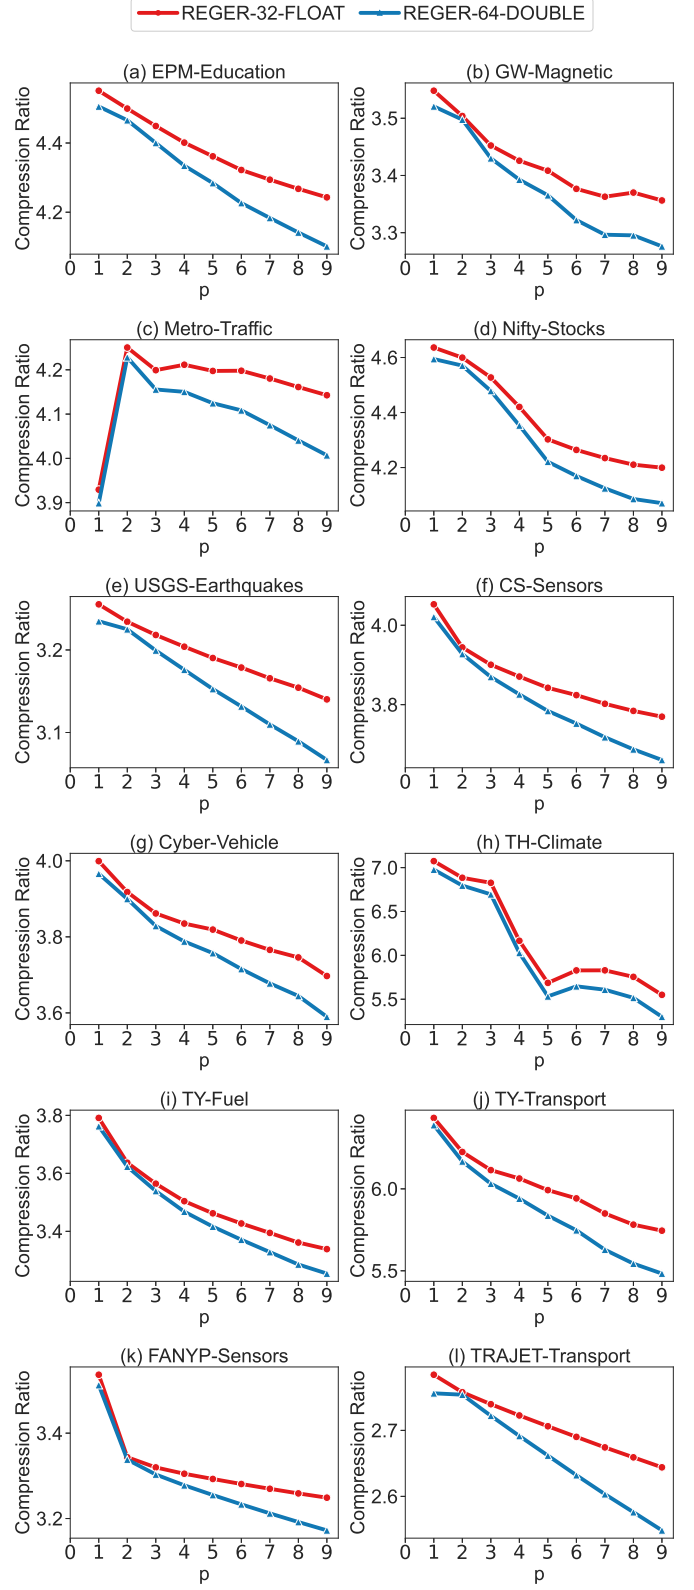 REGER-32-FLOAT REGER-64-DOUBLE
(a) EPM-Education
Compression Ratio
4.4
4.2
0 1 2 3 4 5 6 7 8 9
p
(b) GW-Magnetic
Compression Ratio
3.5
3.4
3.3
0 1 2 3 4 5 6 7 8 9
p
(c) Metro-Traffic
Compression Ratio
4.2
4.1
4.0
3.9
0 1 2 3 4 5 6 7 8 9
p
(d) Nifty-Stocks
Compression Ratio
4.6
4.4
4.2
0 1 2 3 4 5 6 7 8 9
p
(e) USGS-Earthquakes
Compression Ratio
3.2
3.1
0 1 2 3 4 5 6 7 8 9
p
(f) CS-Sensors
Compression Ratio
4.0
3.8
0 1 2 3 4 5 6 7 8 9
p
(g) Cyber-Vehicle
Compression Ratio
4.0
3.8
3.6
0 1 2 3 4 5 6 7 8 9
p
(h) TH-Climate
Compression Ratio
7.0
6.5
6.0
5.5
0 1 2 3 4 5 6 7 8 9
p
(i) TY-Fuel
Compression Ratio
3.8
3.6
3.4
0 1 2 3 4 5 6 7 8 9
p
(j) TY-Transport
Compression Ratio
6.0
5.5
0 1 2 3 4 5 6 7 8 9
p
(k) FANYP-Sensors
Compression Ratio
3.4
3.2
0 1 2 3 4 5 6 7 8 9
p
(l) TRAJET-Transport
Compression Ratio
2.7
2.6
0 1 2 3 4 5 6 7 8 9
p